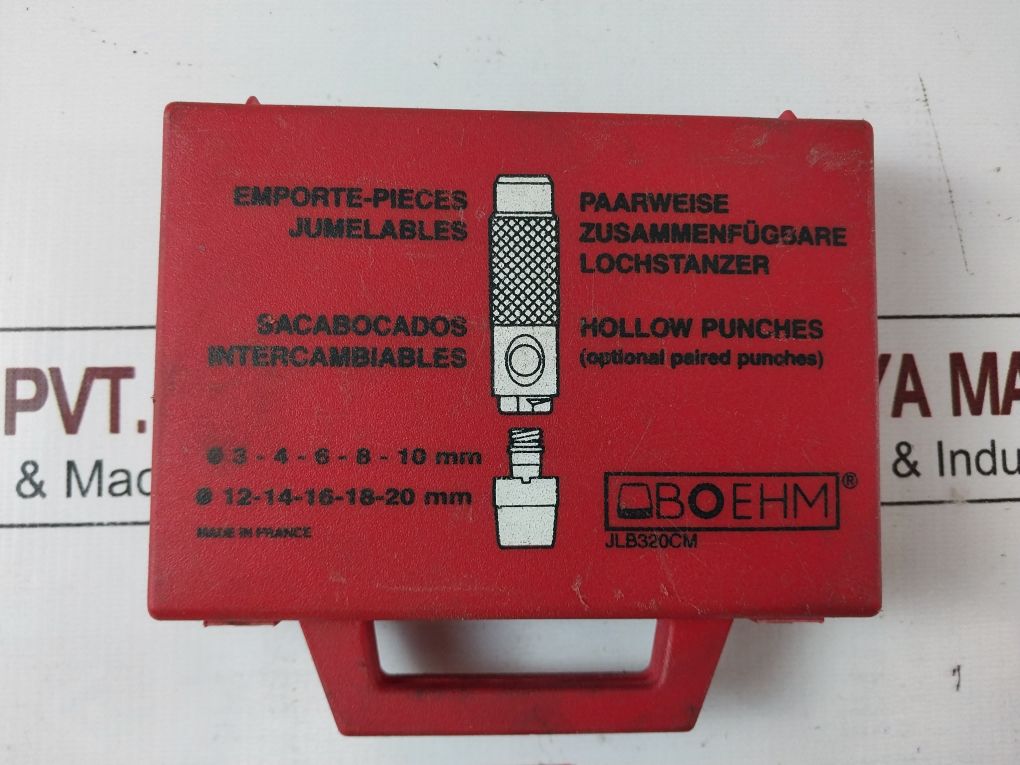 EMPORTE-PIECES
JUMELABLES
PAARWEISE
ZUSAMMENFÜGBARE
LOCHSTANZER
SACABOCADOS
INTERCAMBIABLES
HOLLOW PUNCHES
(optional paired punches)
Ø 3 - 4 - 6 - 8 - 10 mm
Ø 12-14-16-18-20 mm
MADE IN FRANCE
BOEHM®
JLB320CM
PVT.
YA MA
& Mac
& Indu